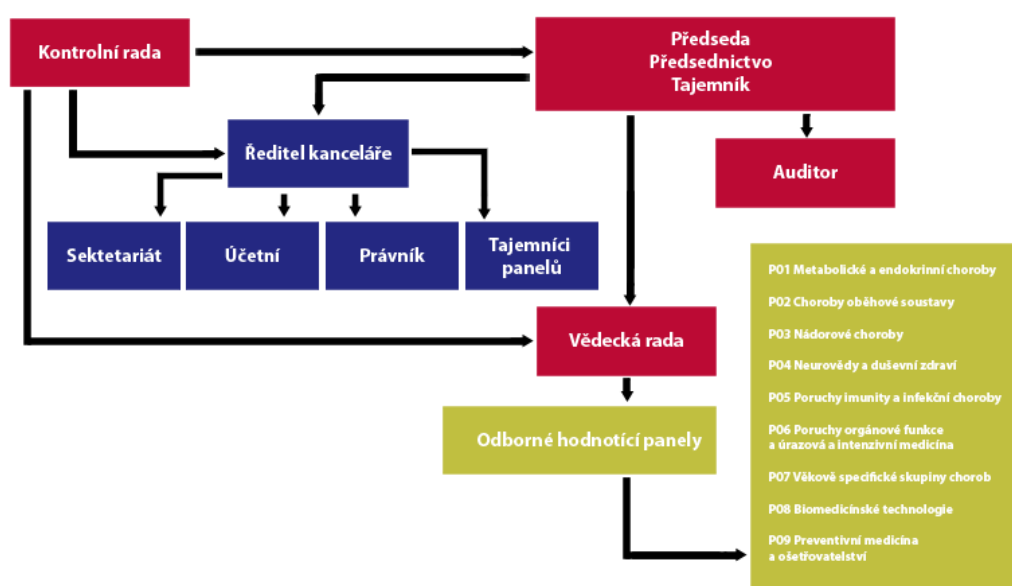 Kontrolní rada
Předseda
Předsednictvo
Tajemník
Ředitel kanceláře
Auditor
Sektetariát
Účetní
Právník
Tajemníci
panelů
Vědecká rada
Odborné hodnotící panely
P01 Metabolické a endokrinní choroby
P02 Choroby oběhové soustavy
P03 Nádorové choroby
P04 Neurovědy a duševní zdraví
P05 Poruchy imunity a infekční choroby
P06 Poruchy orgánové funkce
a úrazová a intenzivní medicína
P07 Věkově specifické skupiny chorob
P08 Biomedicínské technologie
P09 Preventivní medicína
a ošetřovatelství